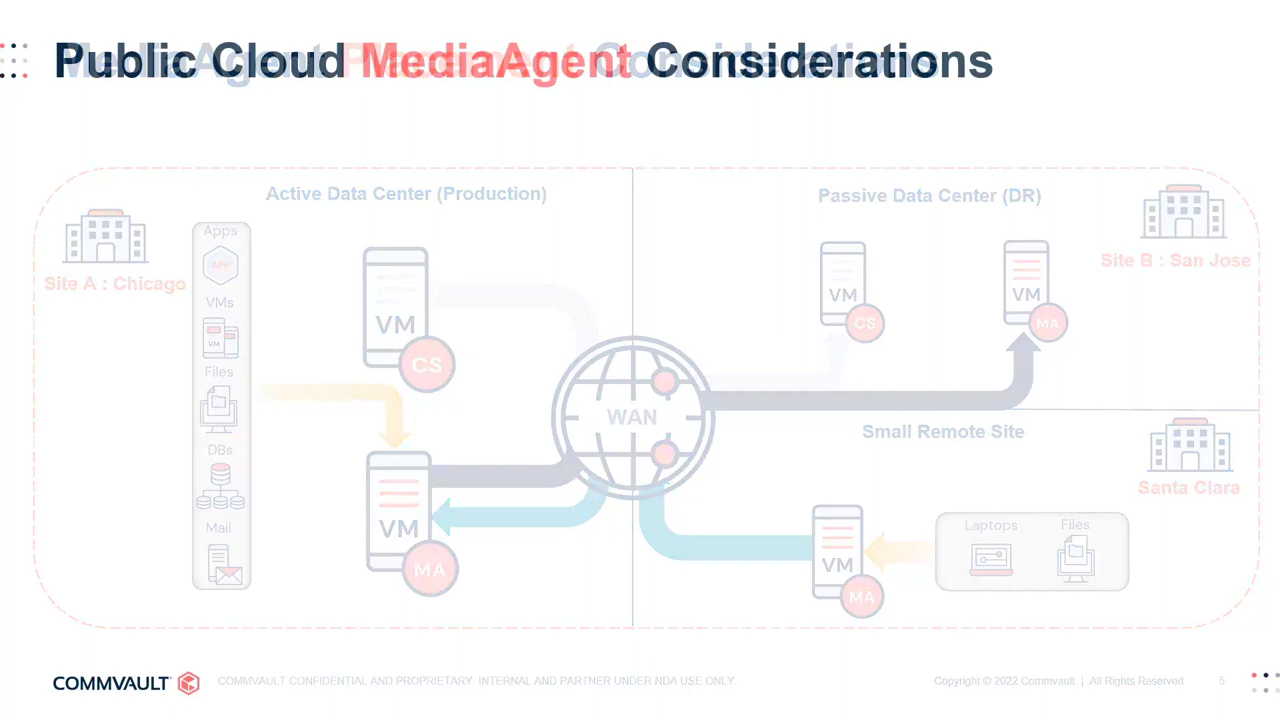 Public Cloud MediaAgent Considerations
MediaAgent Placement Considerations
Active Data Center (Production)
Passive Data Center (DR)
Apps
APP
Site A : Chicago
VMs
VM
Files
DBs
Mail
VM
CS
VM
MA
WAN
VM
CS
VM
MA
Site B : San Jose
Small Remote Site
Santa Clara
VM
MA
Laptops
Files
COMMVAULT
COMMVAULT CONFIDENTIAL AND PROPRIETARY. INTERNAL AND PARTNER UNDER NDA USE ONLY.
Copyright © 2022 Commvault | All Rights Reserved
5